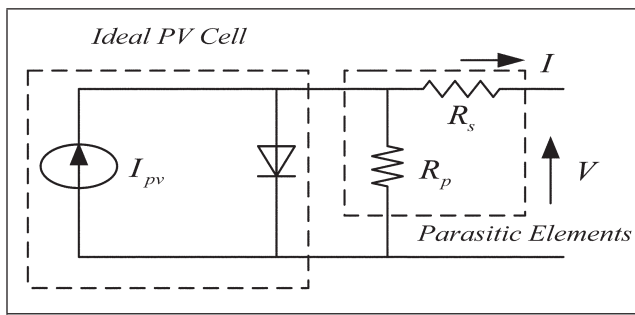 Ideal PV Cell
I
R_s
I_pv
R_p
V
Parasitic Elements